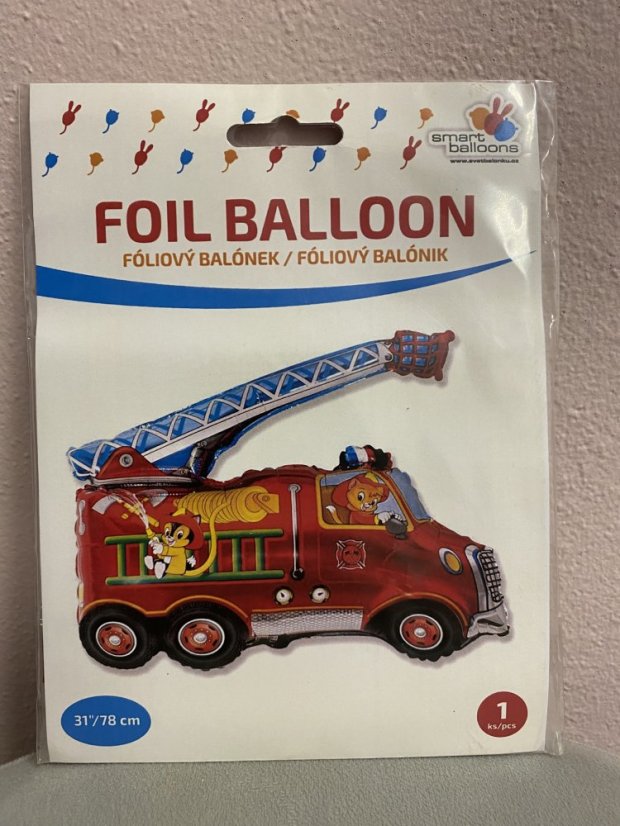 smart
balloons
www.svetbalonku.cz
FOIL BALLOON
FÓLIOVÝ BALÓNEK / FÓLIOVÝ BALÓNIK
31"/78 cm
1
ks/pcs